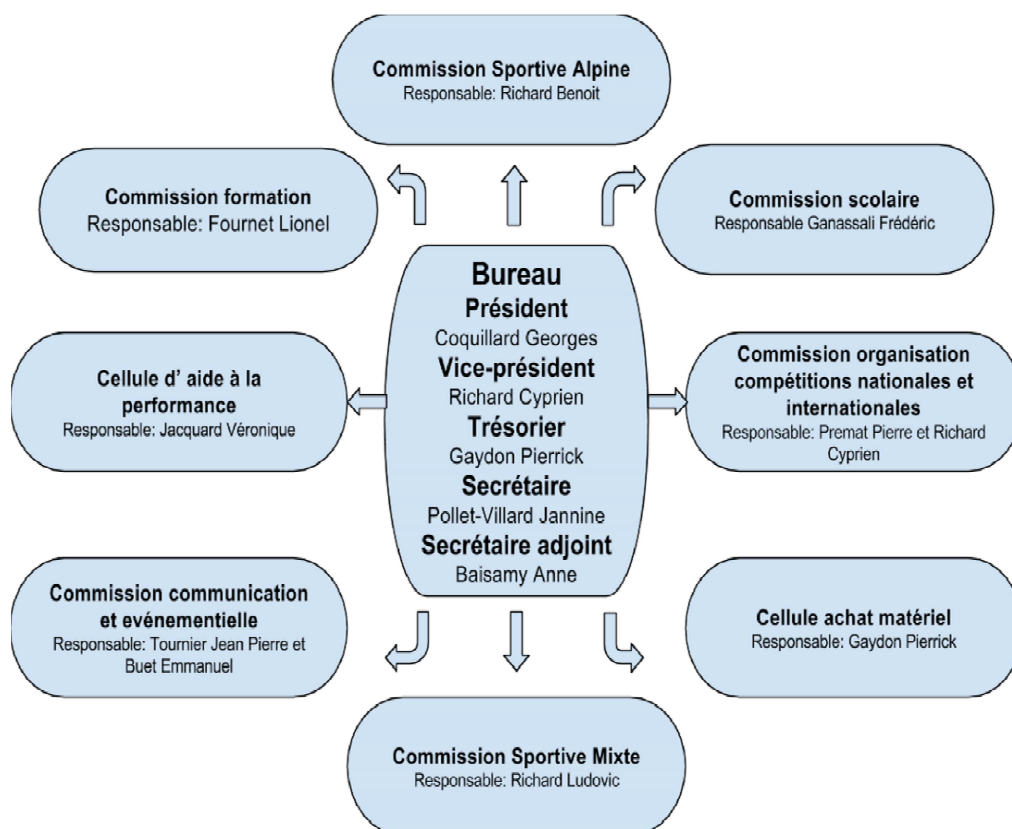 Commission Sportive Alpine
Responsable: Richard Benoit
Commission formation
Responsable: Fournet Lionel
Commission scolaire
Responsable Ganassali Frédéric
Bureau
Président
Coquillard Georges
Vice-président
Richard Cyprien
Trésorier
Gaydon Pierrick
Secrétaire
Pollet-Villard Jannine
Secrétaire adjoint
Baisamy Anne
Cellule d' aide à la
performance
Responsable: Jacquard Véronique
Commission organisation
compétitions nationales et
internationales
Responsable: Premat Pierre et Richard
Cyprien
Commission communication
et evénementielle
Responsable: Tournier Jean Pierre et
Buet Emmanuel
Cellule achat matériel
Responsable: Gaydon Pierrick
Commission Sportive Mixte
Responsable: Richard Ludovic